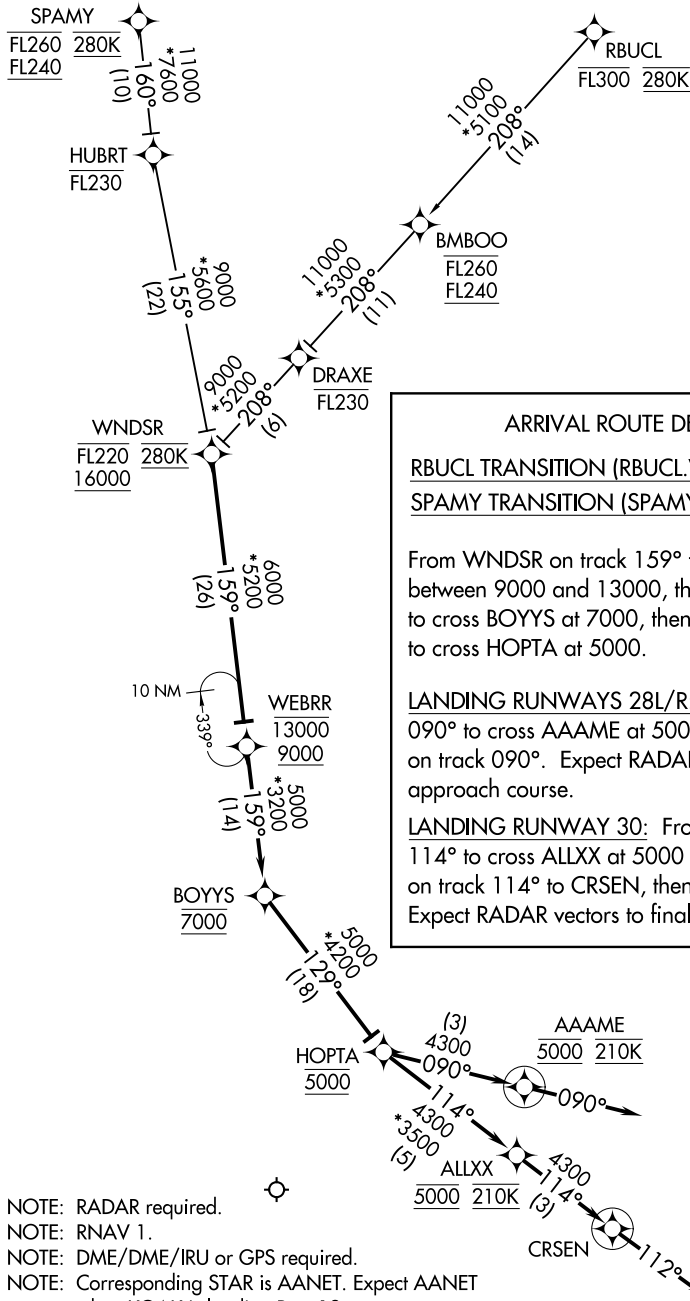 SPAMY
FL260 280K
FL240
11000
*7600
160°
(10)
RBUCL
FL300 280K
11000
*5100
208°
(14)
HUBRT
FL230
BMBOO
FL260
FL240
9000
*5600
155°
(22)
11000
*5300
208°
(11)
DRAXE
FL230
9000
*5200
208°
(6)
WNDSR
FL220 280K
16000
ARRIVAL ROUTE DE
RBUCL TRANSITION (RBUCL.
SPAMY TRANSITION (SPAMY
From WNDSR on track 159°
between 9000 and 13000, th
to cross BOYYS at 7000, then
to cross HOPTA at 5000.
LANDING RUNWAYS 28L/R
090° to cross AAAME at 500
on track 090°. Expect RADAR
approach course.
LANDING RUNWAY 30: Fro
114° to cross ALLXX at 5000
on track 114° to CRSEN, then
Expect RADAR vectors to final
6000
*5200
159°
(26)
10 NM
339°
WEBRR
13000
9000
5000
*3200
159°
(14)
BOYYS
7000
5000
*4200
129°
(18)
HOPTA
5000
(3)
4300
090°
AAAME
5000 210K
090°
114°
4300
*3500
(5)
ALLXX
5000 210K
4300
114°
(3)
CRSEN
112°
NOTE: RADAR required.
NOTE: RNAV 1.
NOTE: DME/DME/IRU or GPS required.
NOTE: Corresponding STAR is AANET. Expect AANET